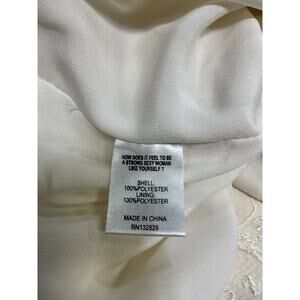 HOW DOES IT FEEL TO BE
A STRONG SEXY WOMAN
LIKE YOURSELF ?
SHELL:
100%POLYESTER
LINING:
100%POLYESTER
MADE IN CHINA
RN132829